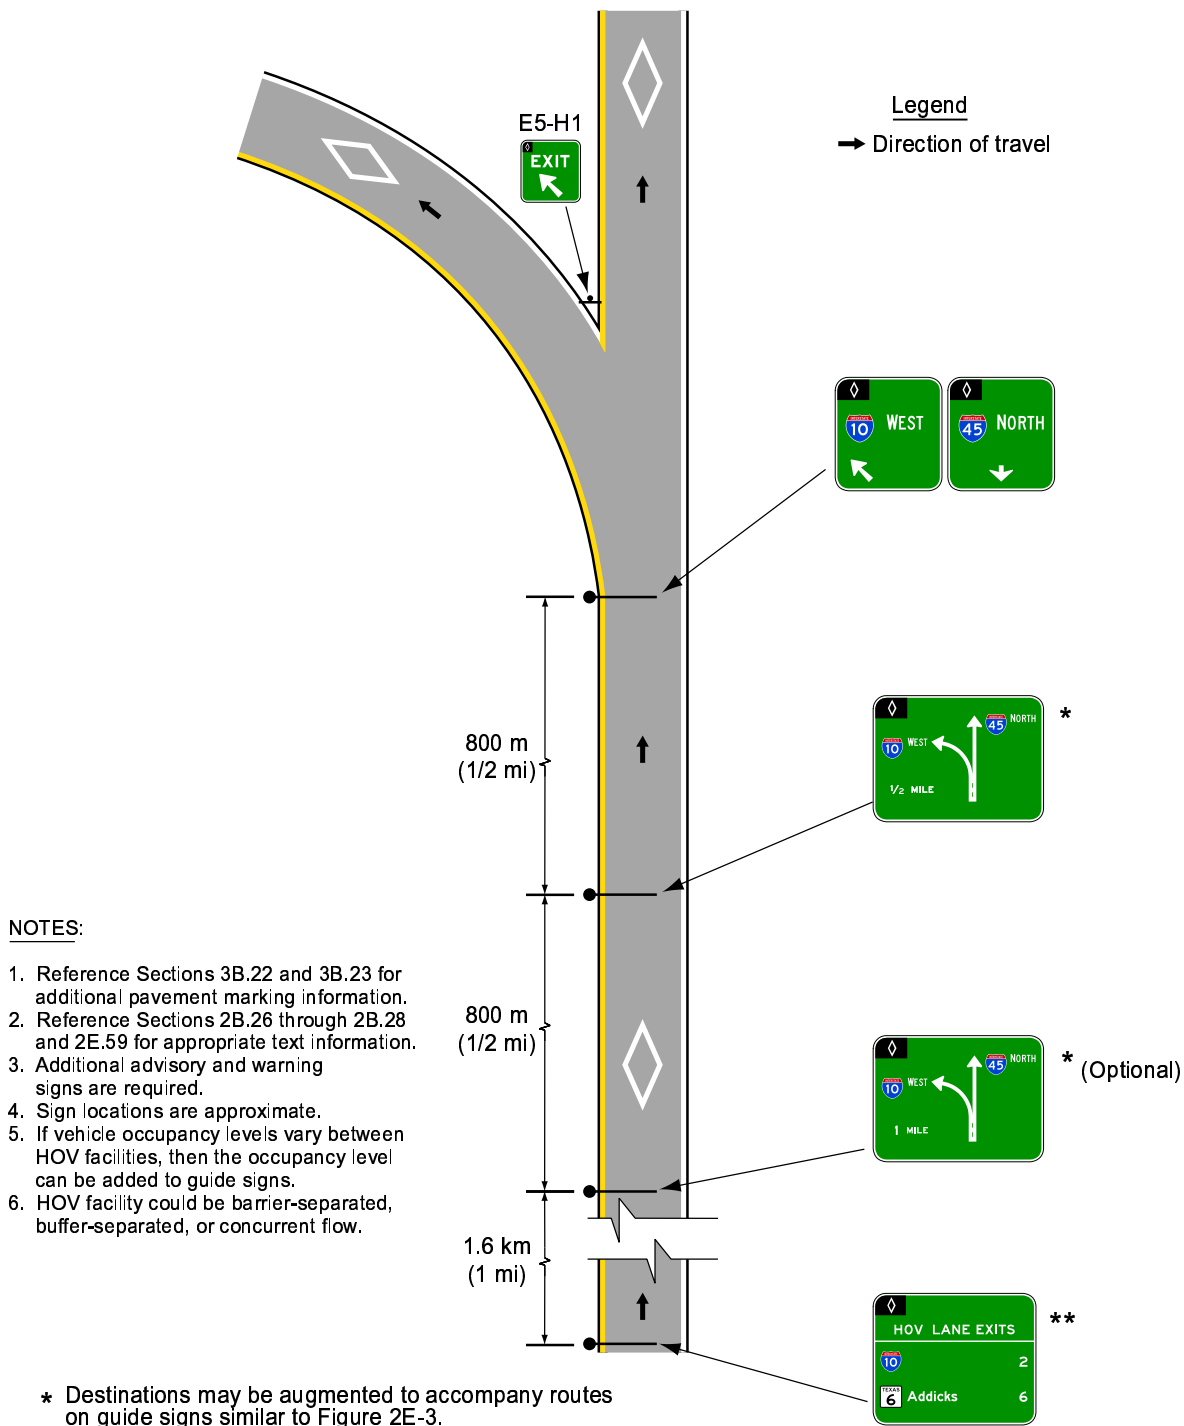 E5-H1
EXIT
Legend
Direction of travel
INTERSTATE
10 WEST
INTERSTATE
45 NORTH
800 m
(1/2 mi)
INTERSTATE
45 NORTH
INTERSTATE
10 WEST
1/2 MILE
*
NOTES:
1. Reference Sections 3B.22 and 3B.23 for
additional pavement marking information.
2. Reference Sections 2B.26 through 2B.28
and 2E.59 for appropriate text information.
3. Additional advisory and warning
signs are required.
4. Sign locations are approximate.
5. If vehicle occupancy levels vary between
HOV facilities, then the occupancy level
can be added to guide signs.
6. HOV facility could be barrier-separated,
buffer-separated, or concurrent flow.
800 m
(1/2 mi)
INTERSTATE
45 NORTH
INTERSTATE
10 WEST
1 MILE
* (Optional)
1.6 km
(1 mi)
HOV LANE EXITS
INTERSTATE
10 2
TEXAS
6 Addicks 6
**
* Destinations may be augmented to accompany routes
on guide signs similar to Figure 2E-3.